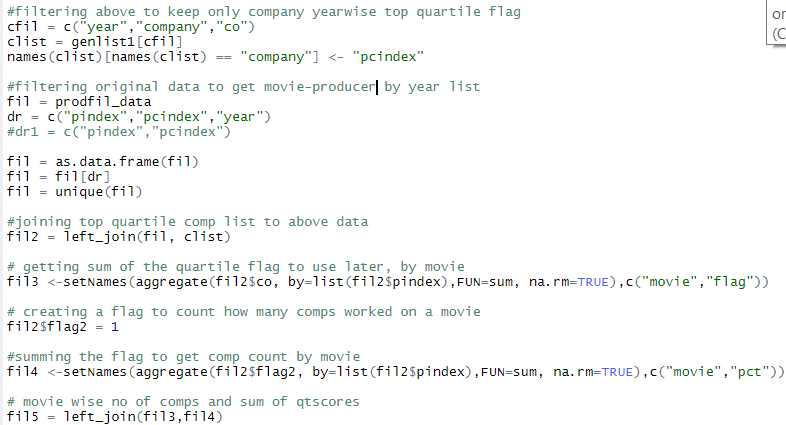 #filtering above to keep only company yearwise top quartile flag
cfil = c("year","company","co")
clist = genlist1[cfil]
names(clist)[names(clist) == "company"] <- "pcindex"
#filtering original data to get movie-producer by year list
fil = prodfil_data
dr = c("pindex","pcindex","year")
#dr1 = c("pindex","pcindex")
fil = as.data.frame(fil)
fil = fil[dr]
fil = unique(fil)
#joining top quartile comp list to above data
fil2 = left_join(fil, clist)
# getting sum of the quartile flag to use later, by movie
fil3 <-setNames(aggregate(fil2$co, by=list(fil2$pindex),FUN=sum, na.rm=TRUE),c("movie","flag"))
# creating a flag to count how many comps worked on a movie
fil2$flag2 = 1
#summing the flag to get comp count by movie
fil4 <-setNames(aggregate(fil2$flag2, by=list(fil2$pindex),FUN=sum, na.rm=TRUE),c("movie","pct"))
# movie wise no of comps and sum of qtscores
fil5 = left_join(fil3,fil4)